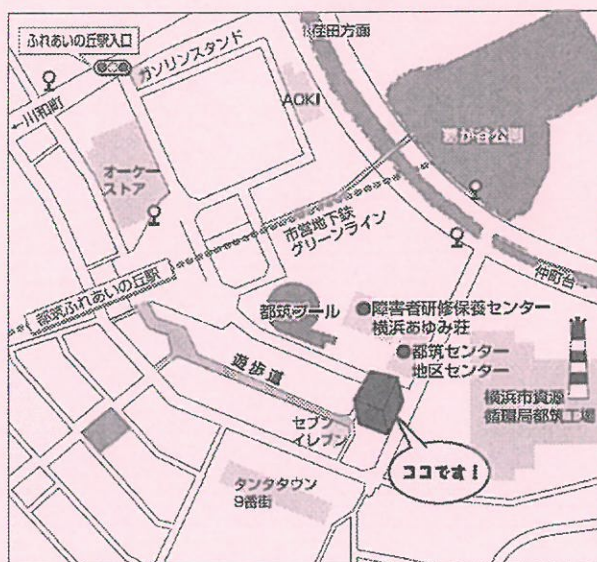 ふれあいの丘駅入口
ガソリンスタンド
荏田方面
←川和町
AOKI
オーケー
ストア
市営地下鉄
グリーンライン
都筑ふれあいの丘駅
仲町台
都筑プール
●障害者研修保養センター
横浜あゆみ荘
●都筑センター
地区センター
遊歩道
横浜市資源
循環局都筑工場
セブン
イレブン
ココです!
タンタタウン
9番街